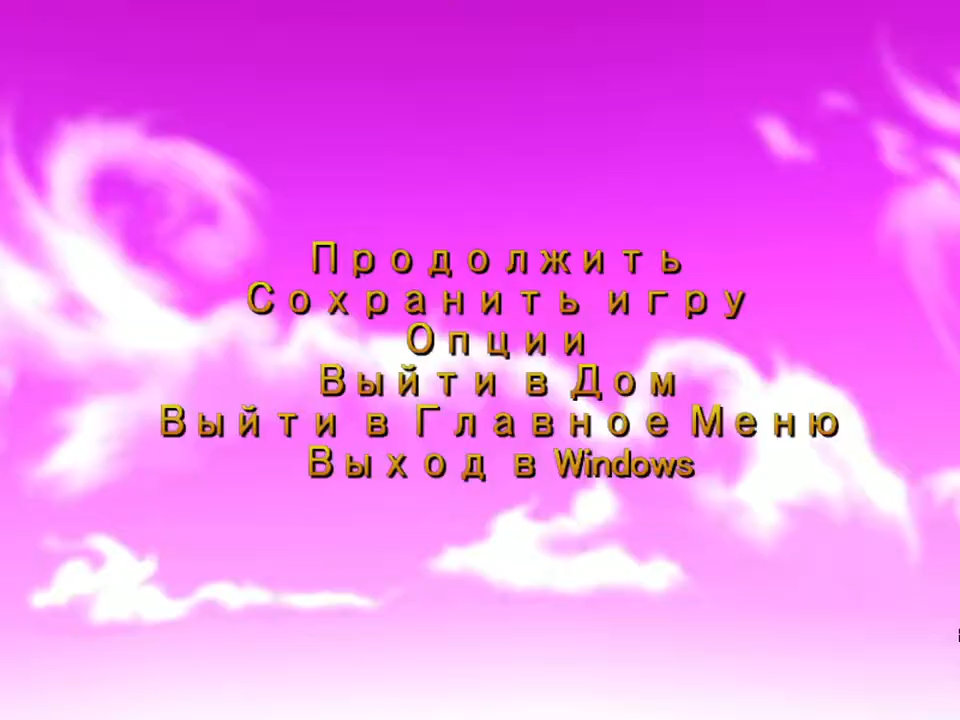 Продолжить
Сохранить игру
Опции
Выйти в Дом
Выйти в Главное Меню
Выход в Windows